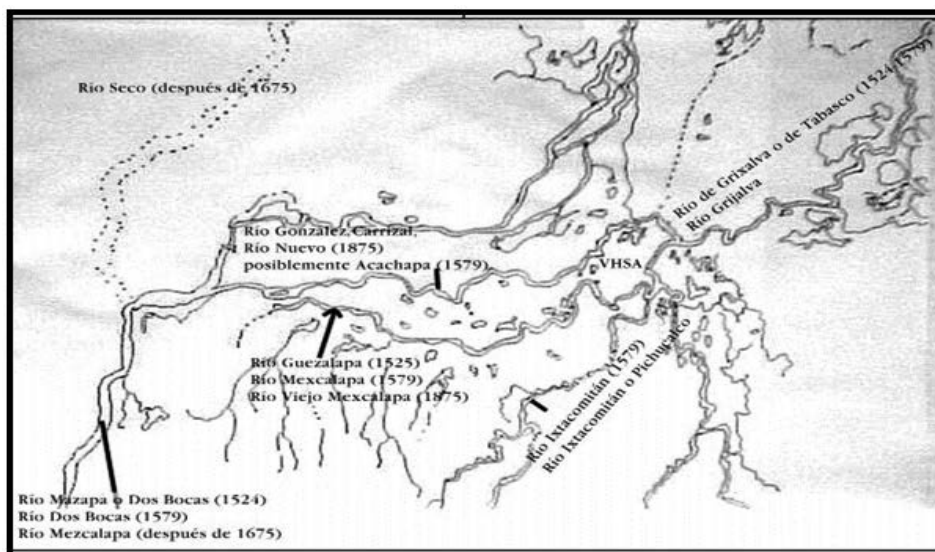 Río Seco (después de 1675)
Río de Grixalva o de Tabasco (1524,1579)
Río Grijalva
Río González, Carrizal,
Río Nuevo (1875)
posiblemente Acachapa (1579)
VHSA
Río Guezalapa (1525)
Río Mexcalapa (1579)
Río Viejo Mexcalapa (1875)
Río Ixtacomitán (1579)
Río Ixtacomitán o Pichucalco
Río Mazapa o Dos Bocas (1524)
Río Dos Bocas (1579)
Río Mezcalapa (después de 1675)